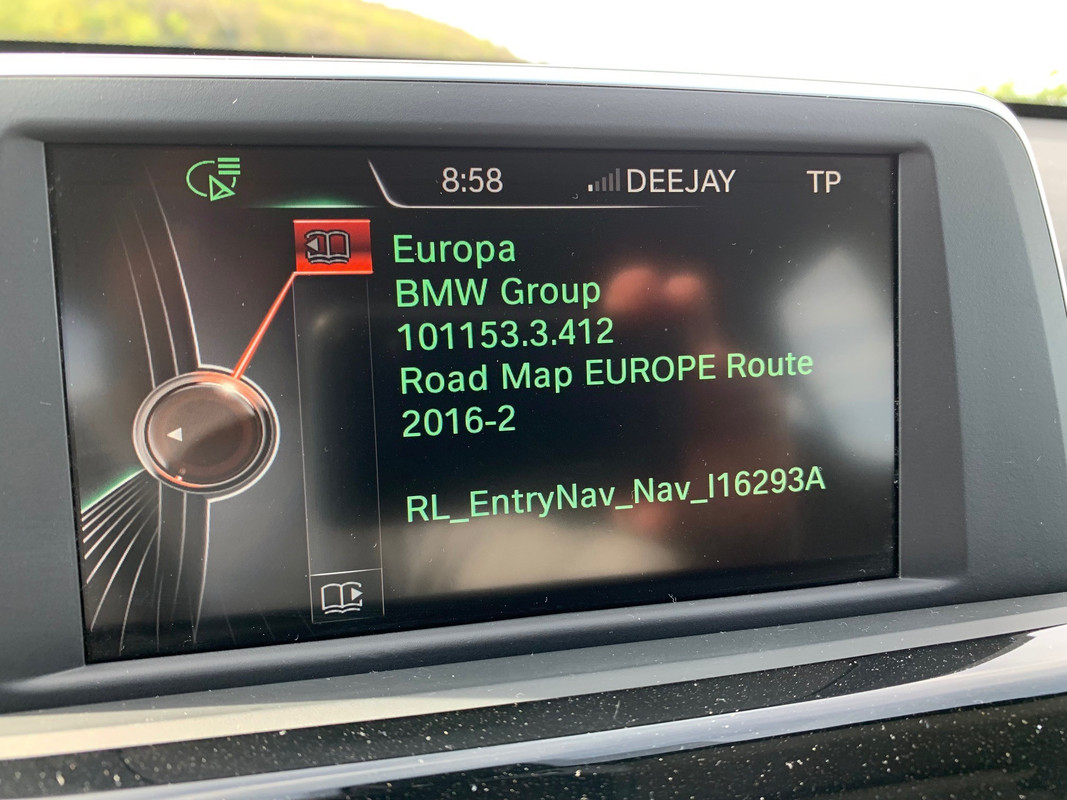 8:58 DEEJAY TP
Europa
BMW Group
101153.3.412
Road Map EUROPE Route
2016-2
RL_EntryNav_Nav_I16293A